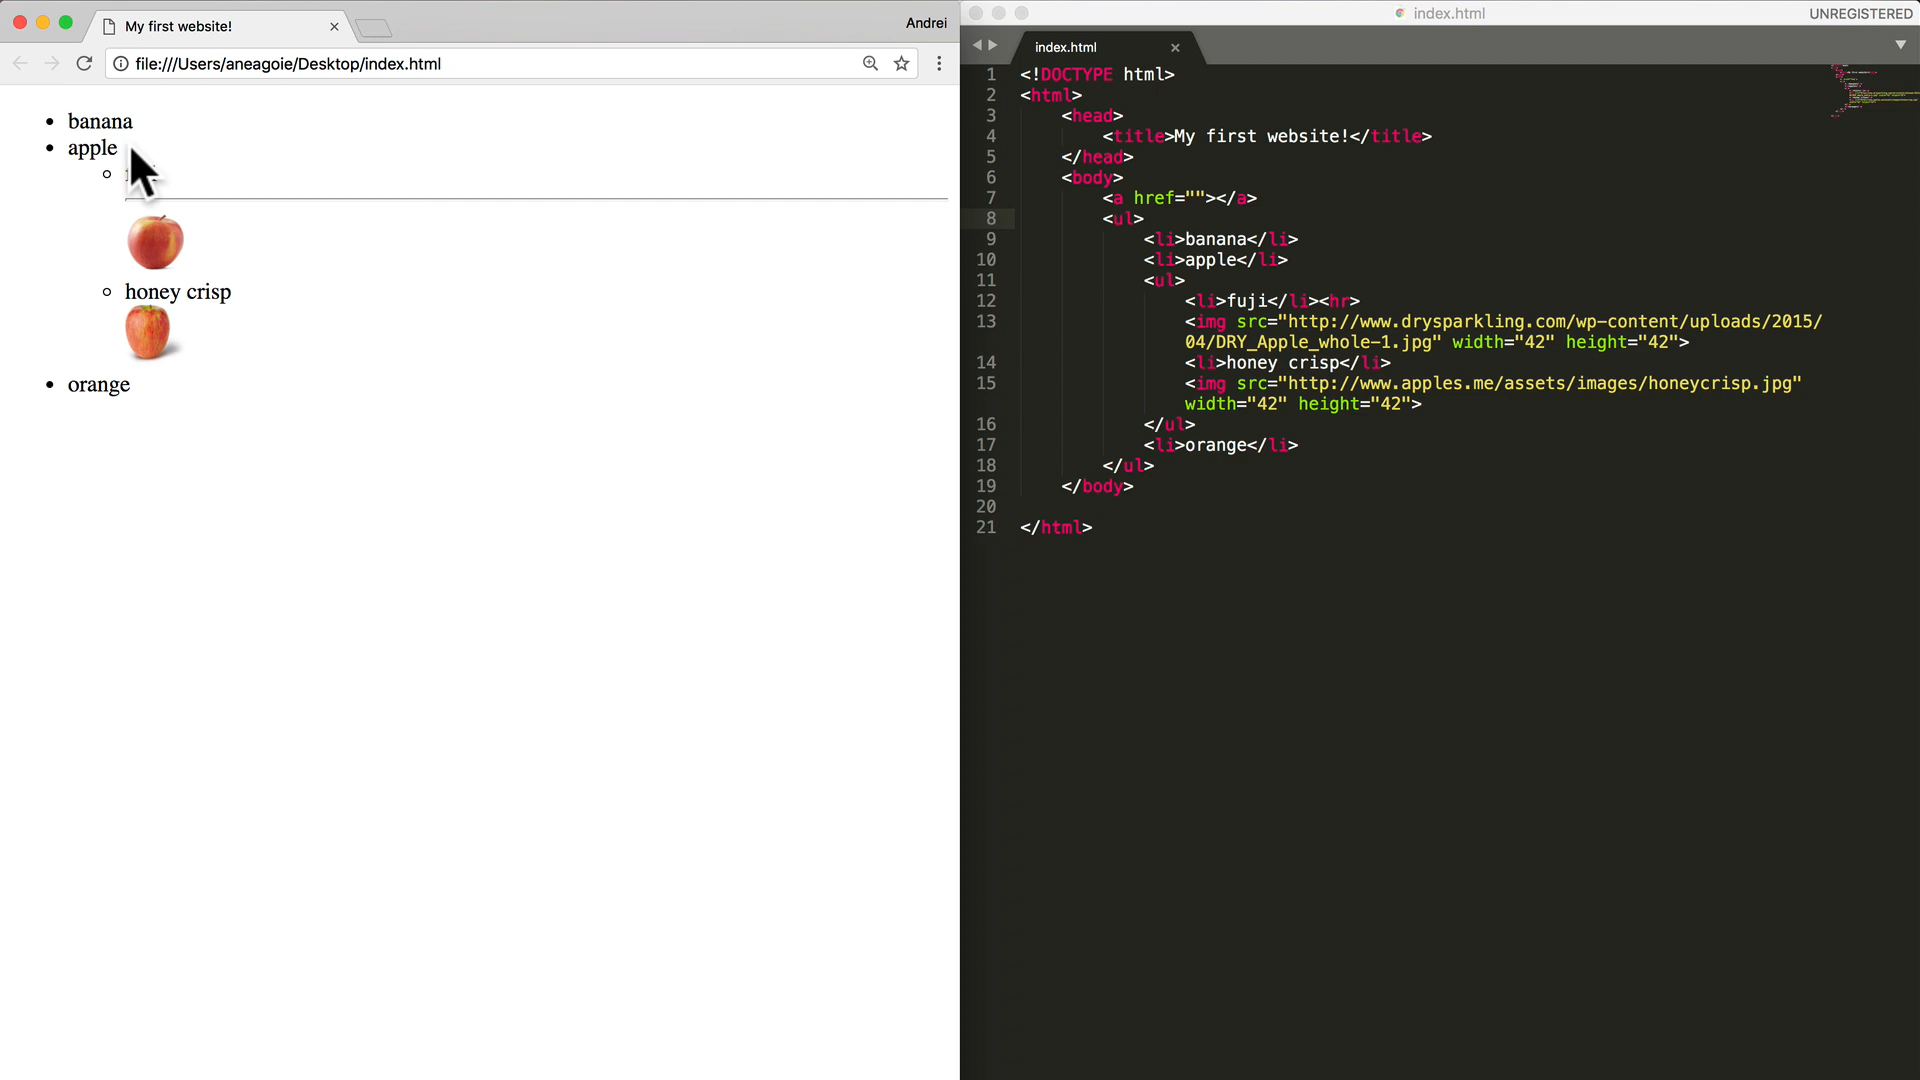 My first website!
Andrei
file:///Users/aneagoie/Desktop/index.html
banana
apple
honey crisp
orange
index.html
UNREGISTERED
index.html
1 <!DOCTYPE html>
2 <html>
3 <head>
4 <title>My first website!</title>
5 </head>
6 <body>
7 <a href=""></a>
8 <ul>
9 <li>banana</li>
10 <li>apple</li>
11 <ul>
12 <li>fuji</li><hr>
13 <img src="http://www.drysparkling.com/wp-content/uploads/2015/
04/DRY_Apple_whole-1.jpg" width="42" height="42">
14 <li>honey crisp</li>
15 <img src="http://www.apples.me/assets/images/honeycrisp.jpg"
width="42" height="42">
16 </ul>
17 <li>orange</li>
18 </ul>
19 </body>
20
21 </html>